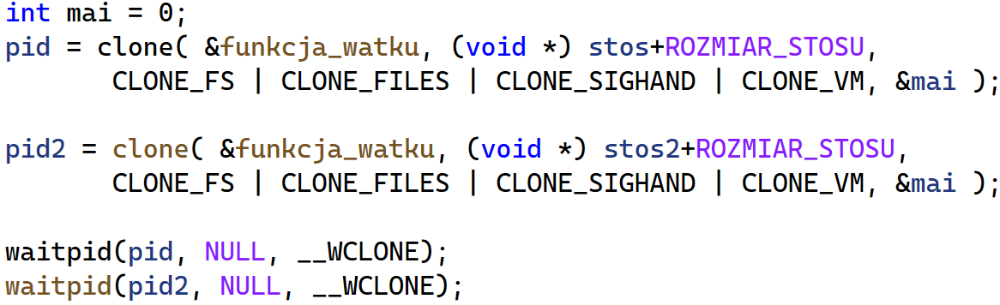 int mai = 0;
pid = clone( &funkcja_watku, (void *) stos+ROZMIAR_STOSU,
CLONE_FS | CLONE_FILES | CLONE_SIGHAND | CLONE_VM, &mai );
pid2 = clone( &funkcja_watku, (void *) stos2+ROZMIAR_STOSU,
CLONE_FS | CLONE_FILES | CLONE_SIGHAND | CLONE_VM, &mai );
waitpid(pid, NULL, __WCLONE);
waitpid(pid2, NULL, __WCLONE);